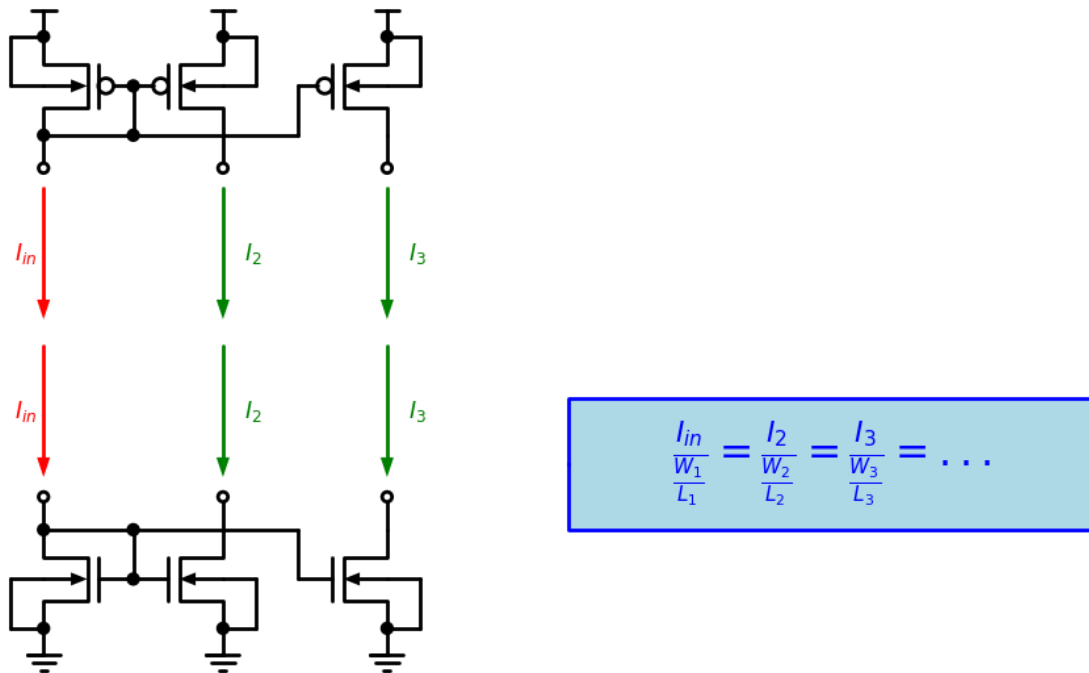 I_in I_2 I_3
I_in I_2 I_3
I_in / (W_1 / L_1) = I_2 / (W_2 / L_2) = I_3 / (W_3 / L_3) = ...